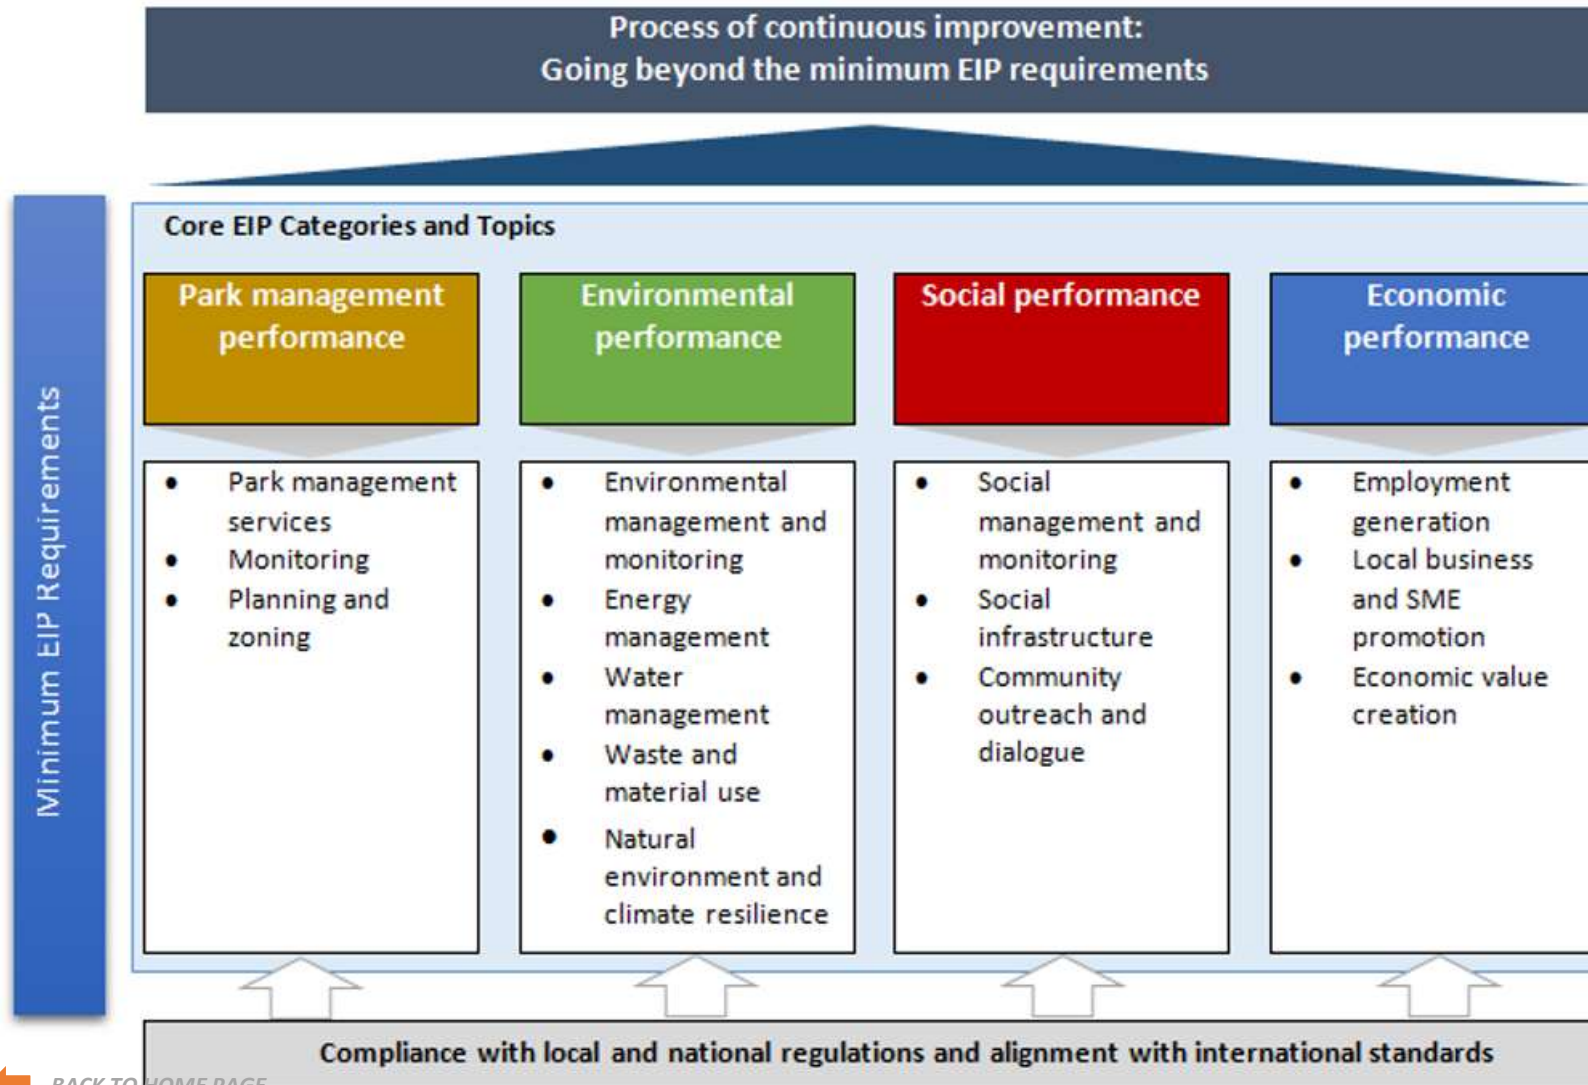 Process of continuous improvement:
Going beyond the minimum EIP requirements
Minimum EIP Requirements
Core EIP Categories and Topics
Park management
performance
• Park management
services
• Monitoring
• Planning and
zoning
Environmental
performance
• Environmental
management and
monitoring
• Energy
management
• Water
management
• Waste and
material use
• Natural
environment and
climate resilience
Social performance
• Social
management and
monitoring
• Social
infrastructure
• Community
outreach and
dialogue
Economic
performance
• Employment
generation
• Local business
and SME
promotion
• Economic value
creation
Compliance with local and national regulations and alignment with international standards
BACK TO HOME PAGE